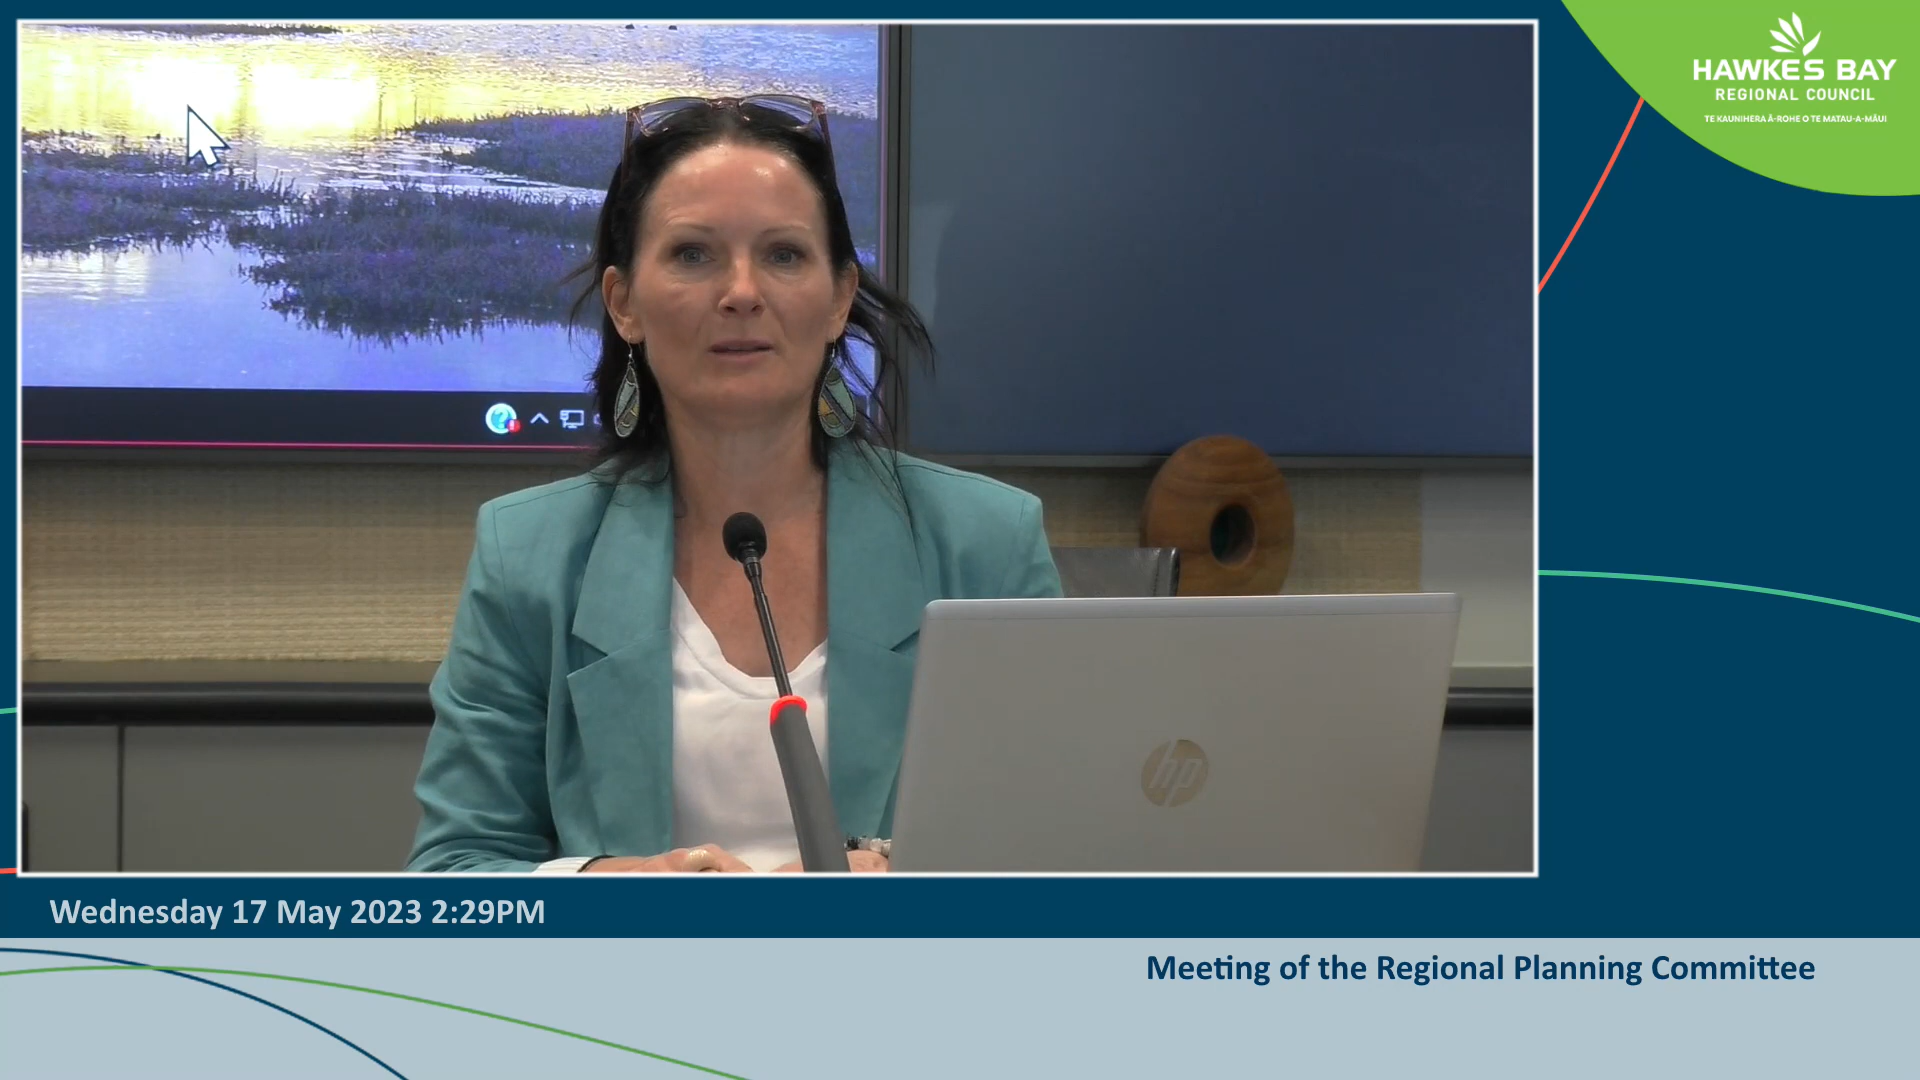 HAWKE'S BAY
REGIONAL COUNCIL
TE KAUNIHERA Ā-ROHE O TE MATAU-A-MĀUI
hp
Wednesday 17 May 2023 2:29PM
Meeting of the Regional Planning Committee